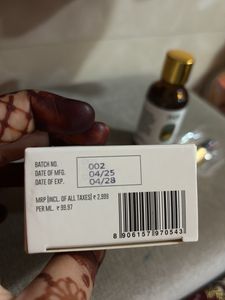 BATCH NO. 002
DATE OF MFG. 04/25
DATE OF EXP. 04/28
MRP [INCL. OF ALL TAXES] ₹ 2,999
PER ML. ₹ 99.97
8 906157 970543